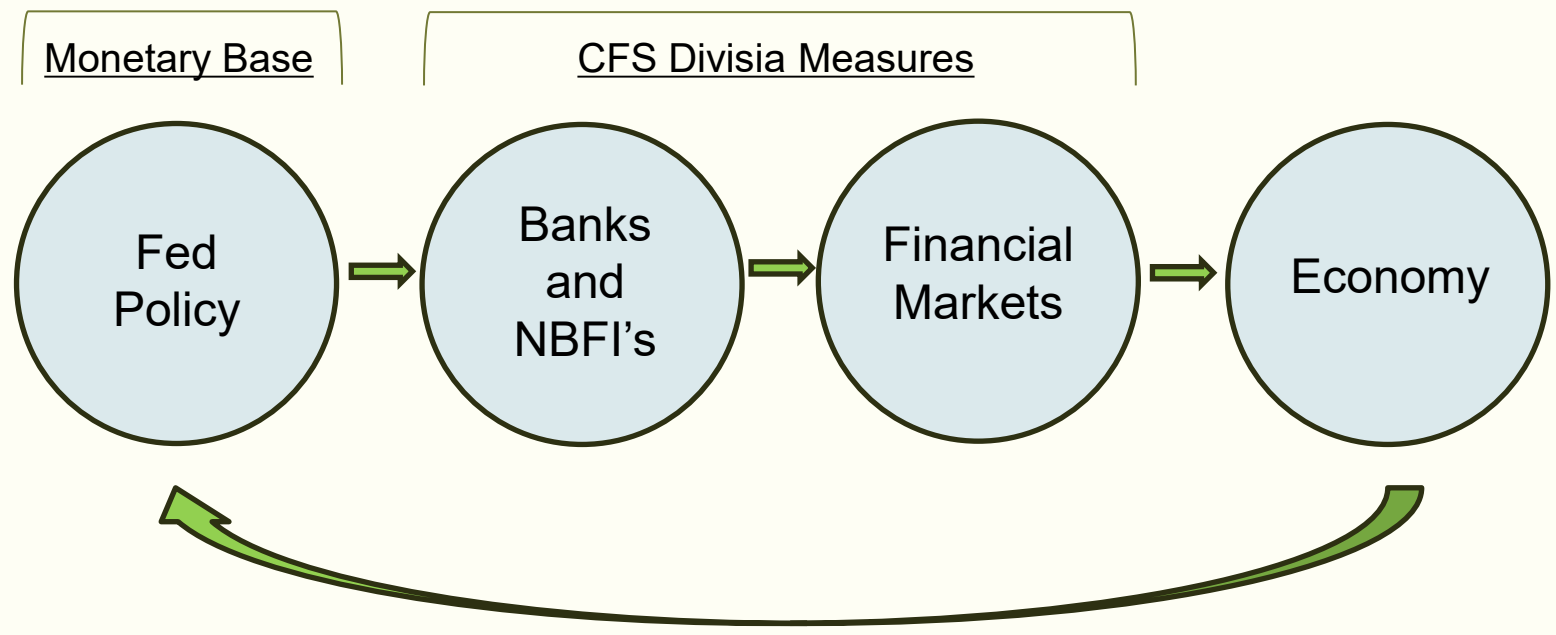 Monetary Base
CFS Divisia Measures
Fed
Policy
Banks
and
NBFI’s
Financial
Markets
Economy